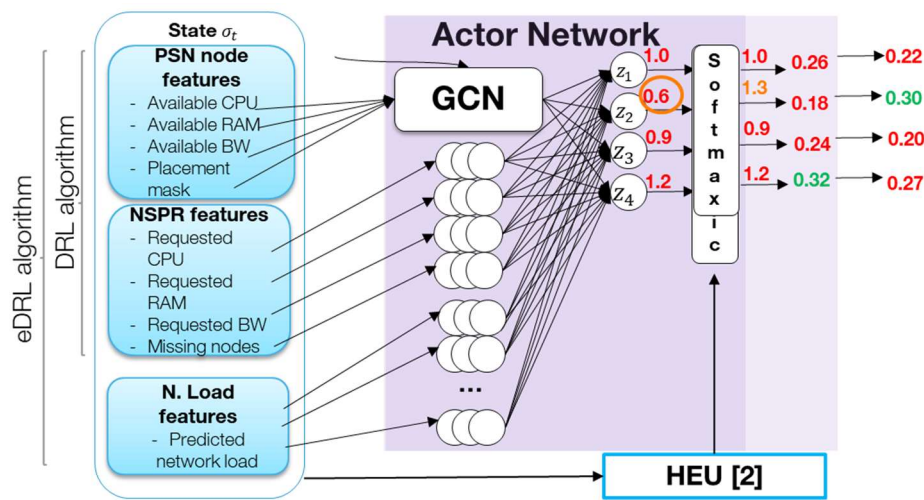 State σt
PSN node
features
- Available CPU
- Available RAM
- Available BW
- Placement
mask
NSPR features
- Requested
CPU
- Requested
RAM
- Requested BW
- Missing nodes
N. Load
features
- Predicted
network load
eDRL algorithm
DRL algorithm
Actor Network
GCN
...
z1
z2
z3
z4
1.0
0.6
0.9
1.2
S
o
f
t
m
a
x
ic
1.0
1.3
0.9
1.2
0.26
0.18
0.24
0.32
0.22
0.30
0.20
0.27
HEU [2]